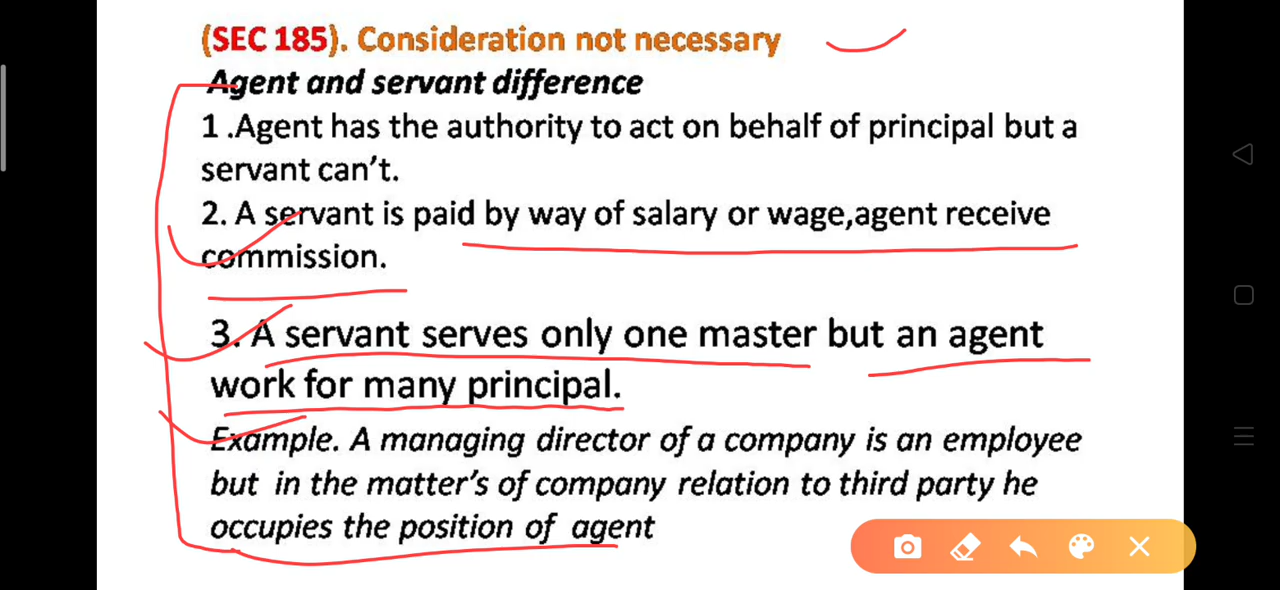 (SEC 185). Consideration not necessary
Agent and servant difference
1 .Agent has the authority to act on behalf of principal but a
servant can't.
2. A servant is paid by way of salary or wage,agent receive
commission.
3. A servant serves only one master but an agent
work for many principal.
Example. A managing director of a company is an employee
but in the matter's of company relation to third party he
occupies the position of agent